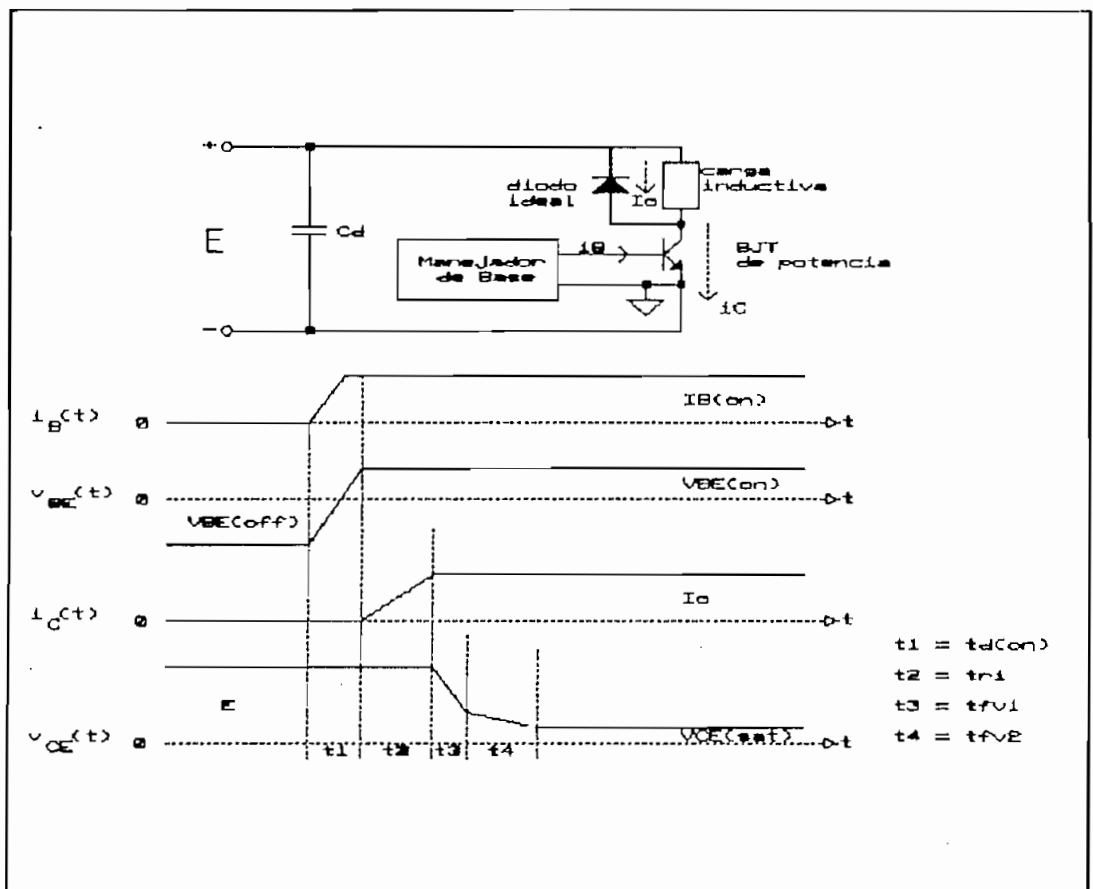 +
carga
inductiva
diodo
ideal
Io
E
Cd
iB
Manejador
de Base
BJT
de potencia
iC
-
iB(t) 0
IB(on)
t
vBE(t) 0
VBE(on)
t
VBE(off)
iC(t) 0
Io
t
E
vCE(t) 0
t1 t2 t3 t4
VCE(sat)
t
t1 = td(on)
t2 = tri
t3 = tfv1
t4 = tfv2